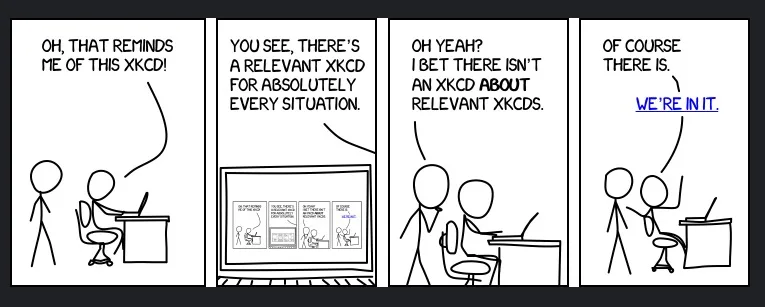 OH, THAT REMINDS
ME OF THIS XKCD!
YOU SEE, THERE'S
A RELEVANT XKCD
FOR ABSOLUTELY
EVERY SITUATION.
OH YEAH?
I BET THERE ISN'T
AN XKCD ABOUT
RELEVANT XKCDS.
OF COURSE
THERE IS.
WE'RE IN IT.